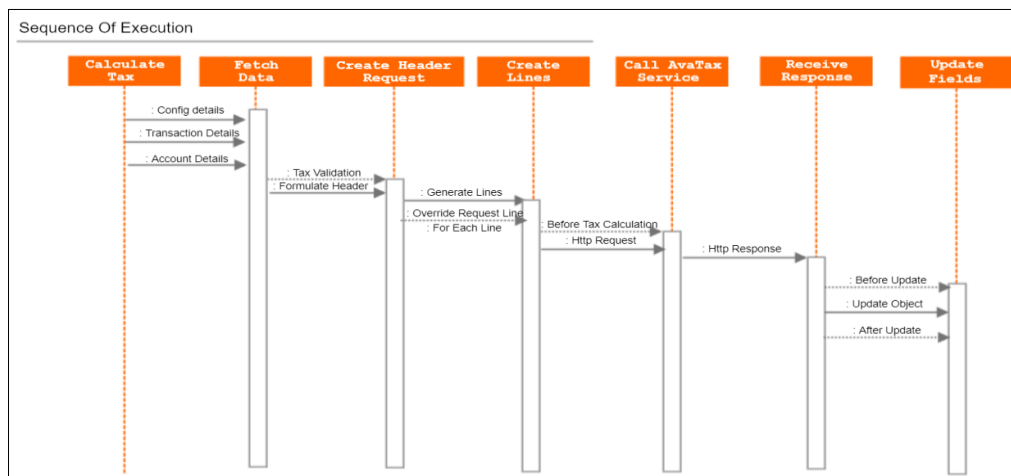 Sequence Of Execution
Calculate Tax
Fetch Data
Create Header Request
Create Lines
Call AvaTax Service
Receive Response
Update Fields
: Config details
: Transaction Details
: Account Details
: Tax Validation
: Formulate Header
: Generate Lines
: Override Request Line
: For Each Line
: Before Tax Calculation
: Http Request
: Http Response
: Before Update
: Update Object
: After Update